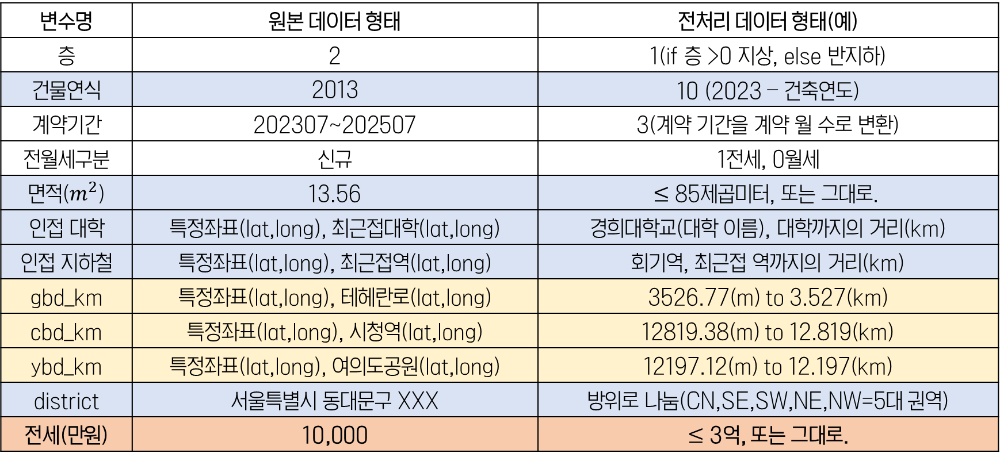 변수명 원본 데이터 형태 전처리 데이터 형태(예)
층 2 1(if 층 >0 지상, else 반지하)
건물연식 2013 10 (2023 – 건축연도)
계약기간 202307~202507 3(계약 기간을 계약 월 수로 변환)
전월세구분 신규 1전세, 0월세
면적(m²) 13.56 ≤ 85제곱미터, 또는 그대로.
인접 대학 특정좌표(lat,long), 최근접대학(lat,long) 경희대학교(대학 이름), 대학까지의 거리(km)
인접 지하철 특정좌표(lat,long), 최근접역(lat,long) 회기역, 최근접 역까지의 거리(km)
gbd_km 특정좌표(lat,long), 테헤란로(lat,long) 3526.77(m) to 3.527(km)
cbd_km 특정좌표(lat,long), 시청역(lat,long) 12819.38(m) to 12.819(km)
ybd_km 특정좌표(lat,long), 여의도공원(lat,long) 12197.12(m) to 12.197(km)
district 서울특별시 동대문구 XXX 방위로 나눔(CN,SE,SW,NE,NW=5대 권역)
전세(만원) 10,000 ≤ 3억, 또는 그대로.